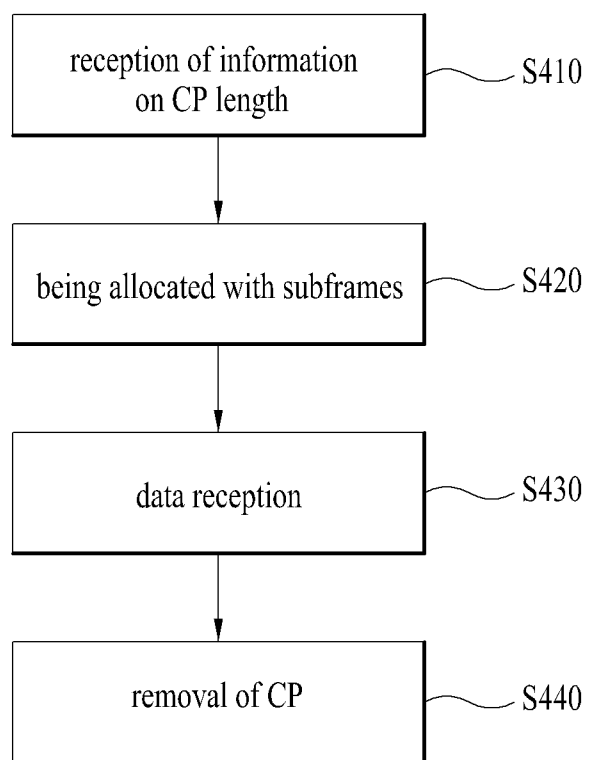 reception of information
on CP length
S410
being allocated with subframes
S420
data reception
S430
removal of CP
S440